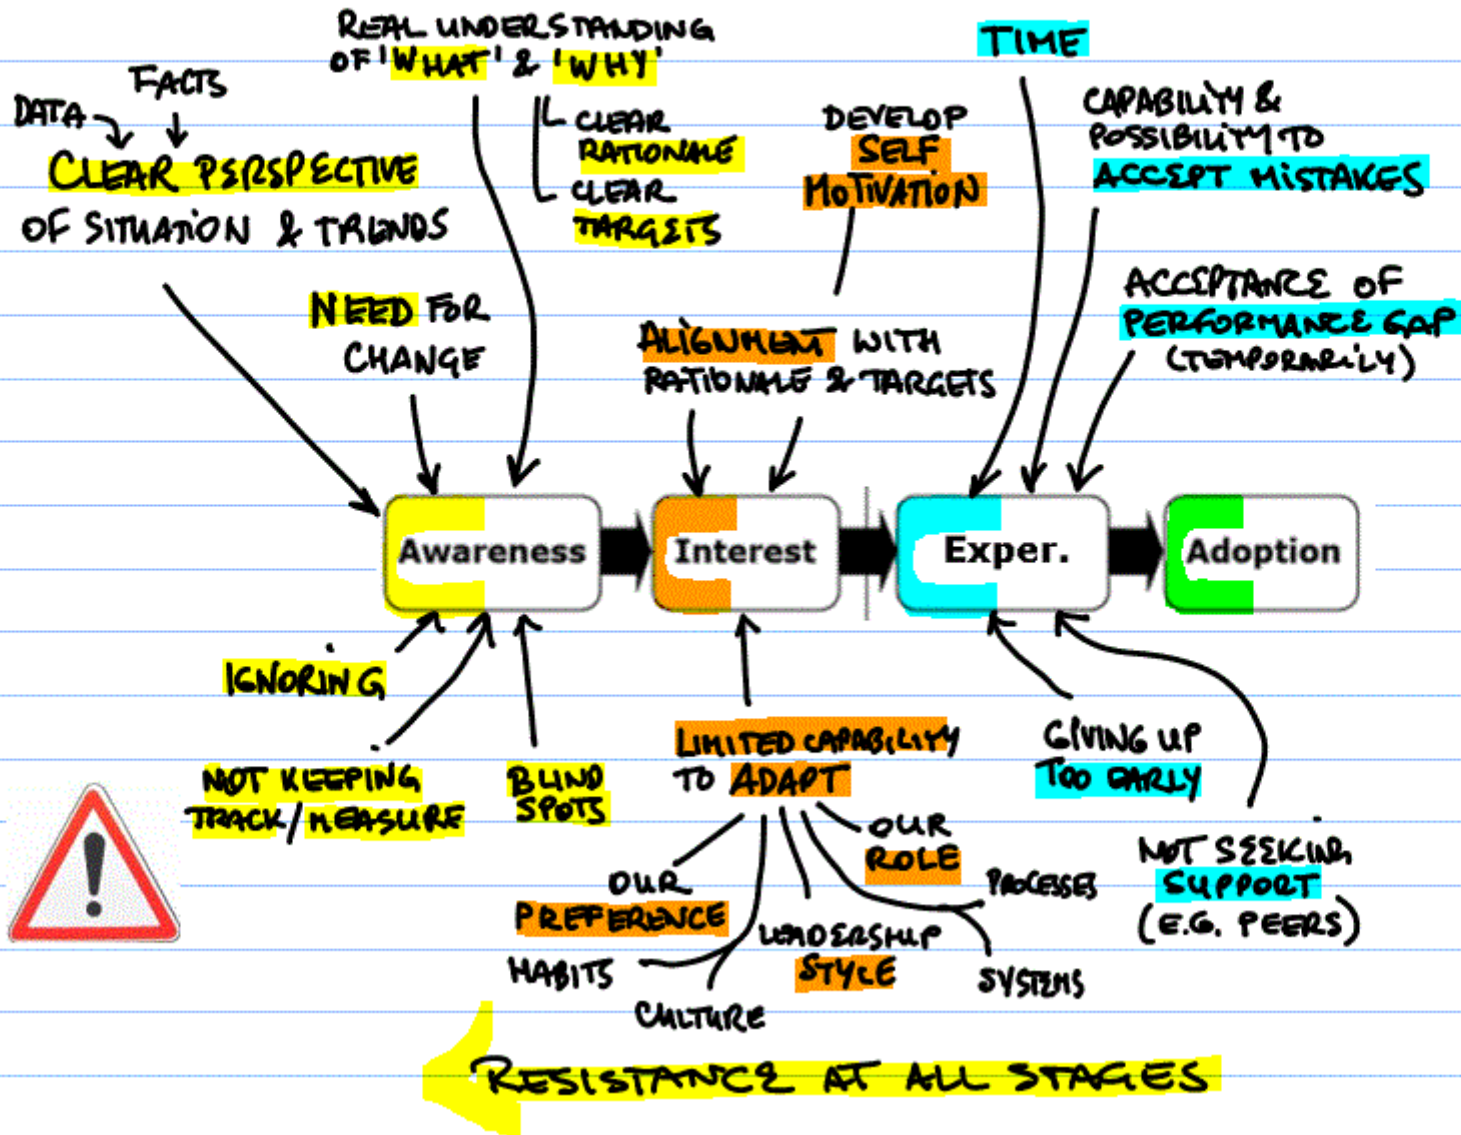 REAL UNDERSTANDING
OF 'WHAT' & 'WHY'
CLEAR
RATIONALE
CLEAR
TARGETS
FACTS
DATA
CLEAR PERSPECTIVE
OF SITUATION & TRENDS
NEED FOR
CHANGE
DEVELOP
SELF
MOTIVATION
ALIGNMENT WITH
RATIONALE & TARGETS
TIME
CAPABILITY &
POSSIBILITY TO
ACCEPT MISTAKES
ACCEPTANCE OF
PERFORMANCE GAP
(TEMPORARILY)
Awareness
Interest
Exper.
Adoption
IGNORING
NOT KEEPING
TRACK/MEASURE
BLIND
SPOTS
LIMITED CAPABILITY
TO ADAPT
OUR
PREFERENCE
HABITS
CULTURE
LEADERSHIP
STYLE
OUR
ROLE
PROCESSES
SYSTEMS
GIVING UP
TOO EARLY
NOT SEEKING
SUPPORT
(E.G. PEERS)
!
RESISTANCE AT ALL STAGES